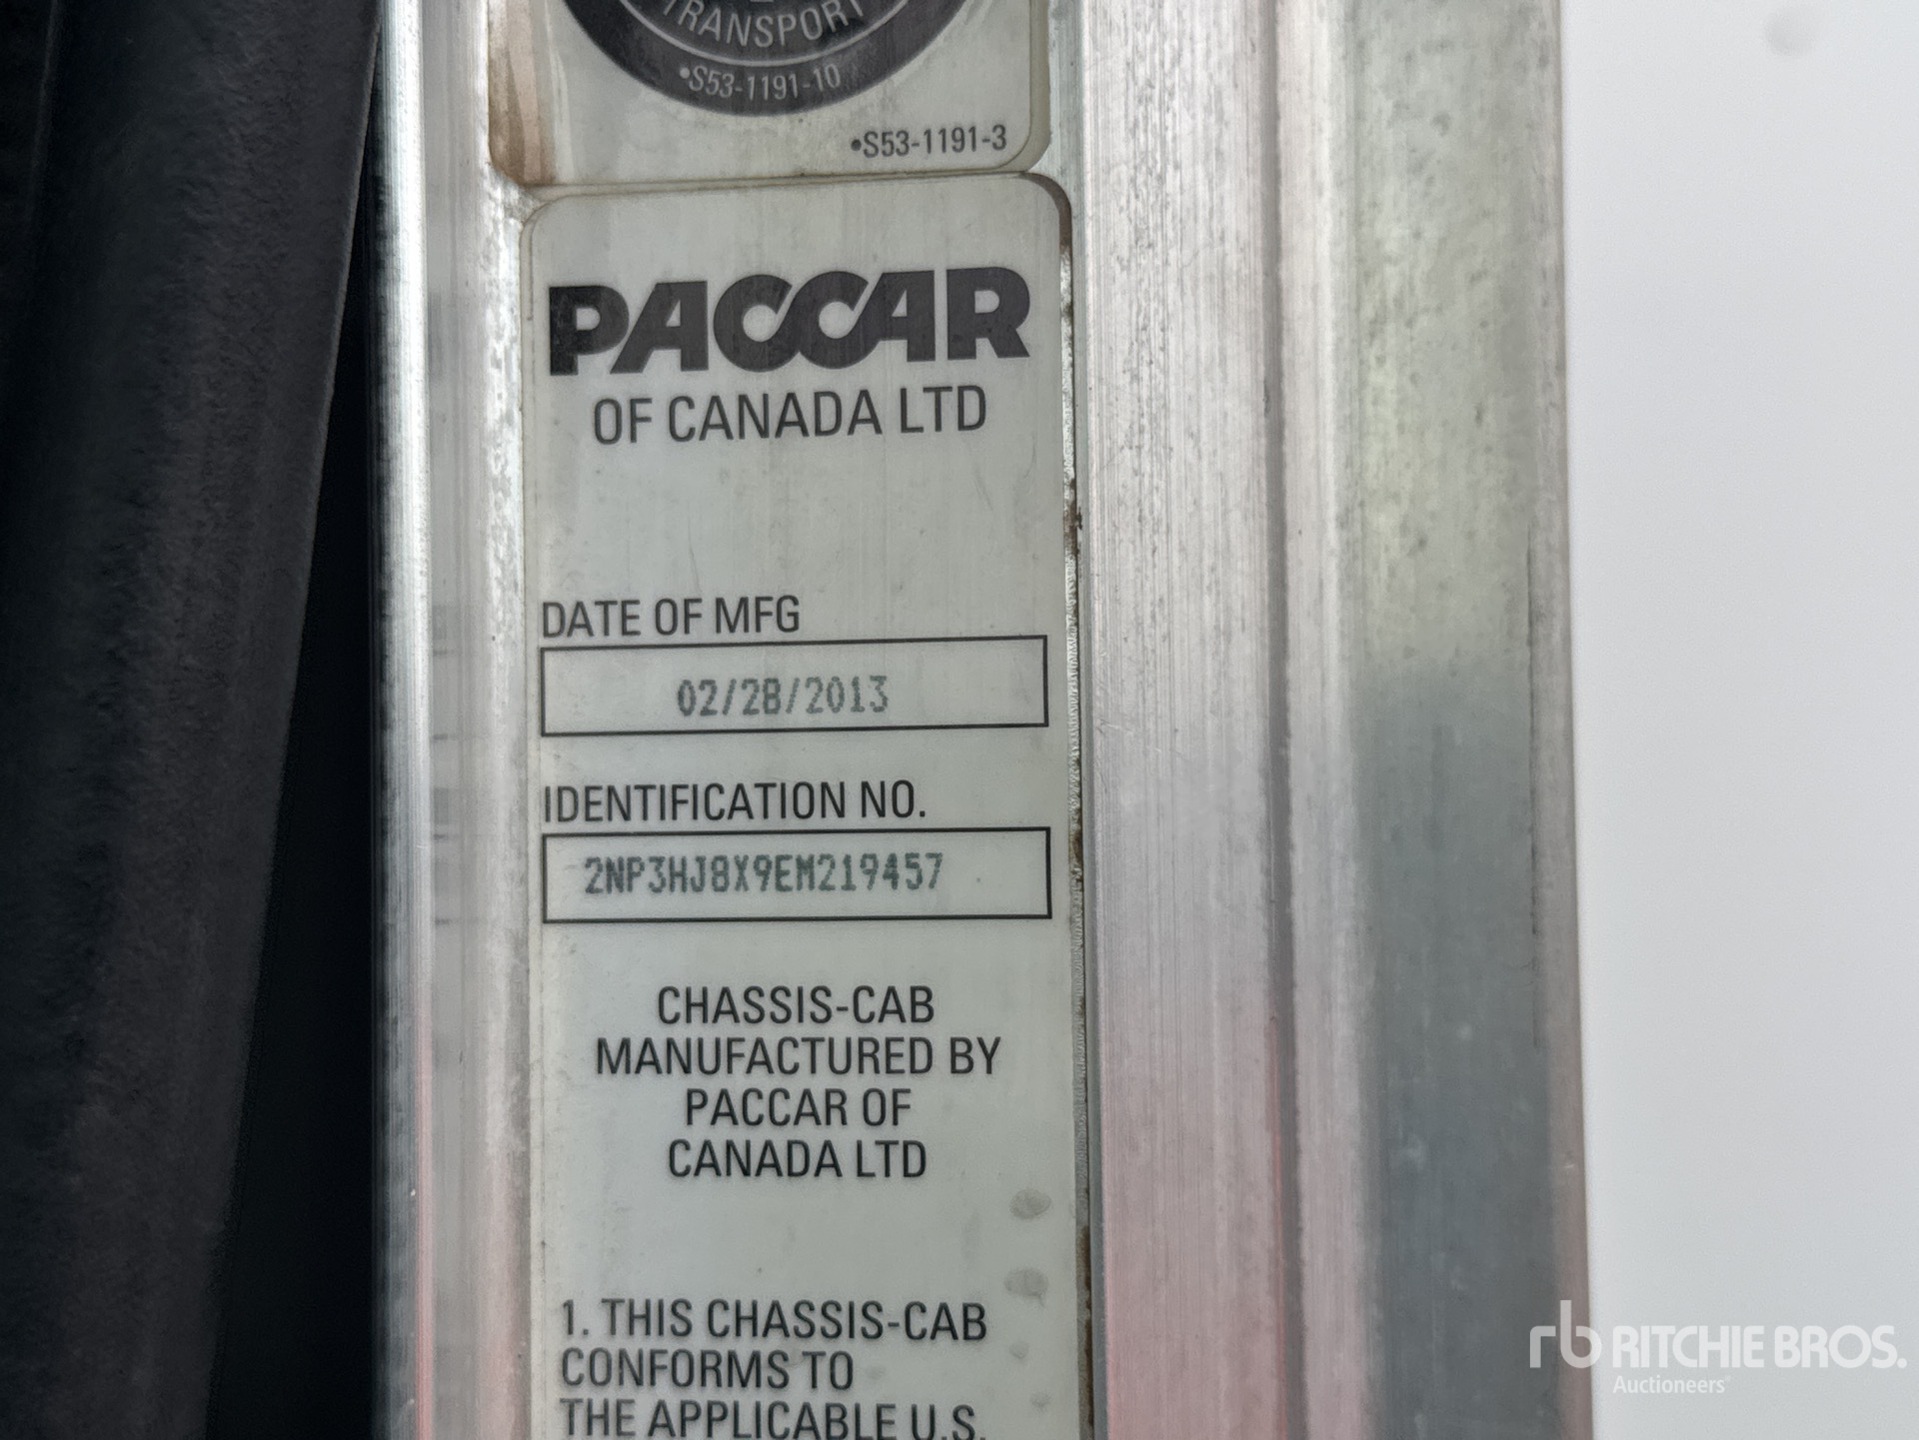 TRANSPORT
•S53-1191-10
•S53-1191-3
PACCAR
OF CANADA LTD
DATE OF MFG
02/28/2013
IDENTIFICATION NO.
2NP3HJ8X9EM219457
CHASSIS-CAB
MANUFACTURED BY
PACCAR OF
CANADA LTD
1. THIS CHASSIS-CAB
CONFORMS TO
THE APPLICABLE U.S.
rb RITCHIE BROS.
Auctioneers